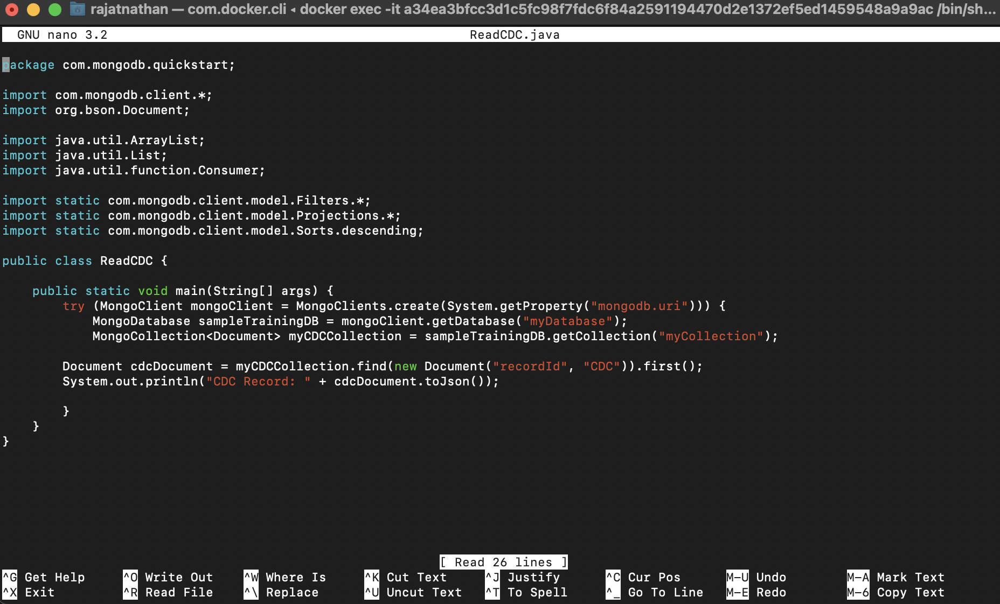 rajatnathan — com.docker.cli ◂ docker exec -it a34ea3bfcc3d1c5fc98f7fdc6f84a2591194470d2e1372ef5ed1459548a9a9ac /bin/sh...
GNU nano 3.2 ReadCDC.java
package com.mongodb.quickstart;
import com.mongodb.client.*;
import org.bson.Document;
import java.util.ArrayList;
import java.util.List;
import java.util.function.Consumer;
import static com.mongodb.client.model.Filters.*;
import static com.mongodb.client.model.Projections.*;
import static com.mongodb.client.model.Sorts.descending;
public class ReadCDC {
    public static void main(String[] args) {
        try (MongoClient mongoClient = MongoClients.create(System.getProperty("mongodb.uri"))) {
            MongoDatabase sampleTrainingDB = mongoClient.getDatabase("myDatabase");
            MongoCollection<Document> myCDCCollection = sampleTrainingDB.getCollection("myCollection");
        Document cdcDocument = myCDCCollection.find(new Document("recordId", "CDC")).first();
        System.out.println("CDC Record: " + cdcDocument.toJson());
        }
    }
}
[ Read 26 lines ]
^G Get Help ^O Write Out ^W Where Is ^K Cut Text ^J Justify ^C Cur Pos M-U Undo M-A Mark Text
^X Exit ^R Read File ^\ Replace ^U Uncut Text ^T To Spell ^_ Go To Line M-E Redo M-6 Copy Text